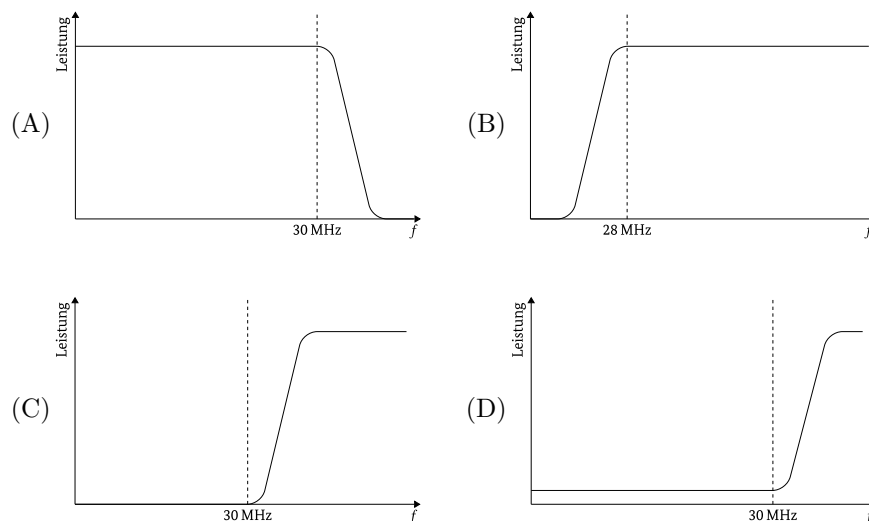 Leistung
(A)
30 MHz
f
Leistung
(B)
28 MHz
f
Leistung
(C)
30 MHz
f
Leistung
(D)
30 MHz
f